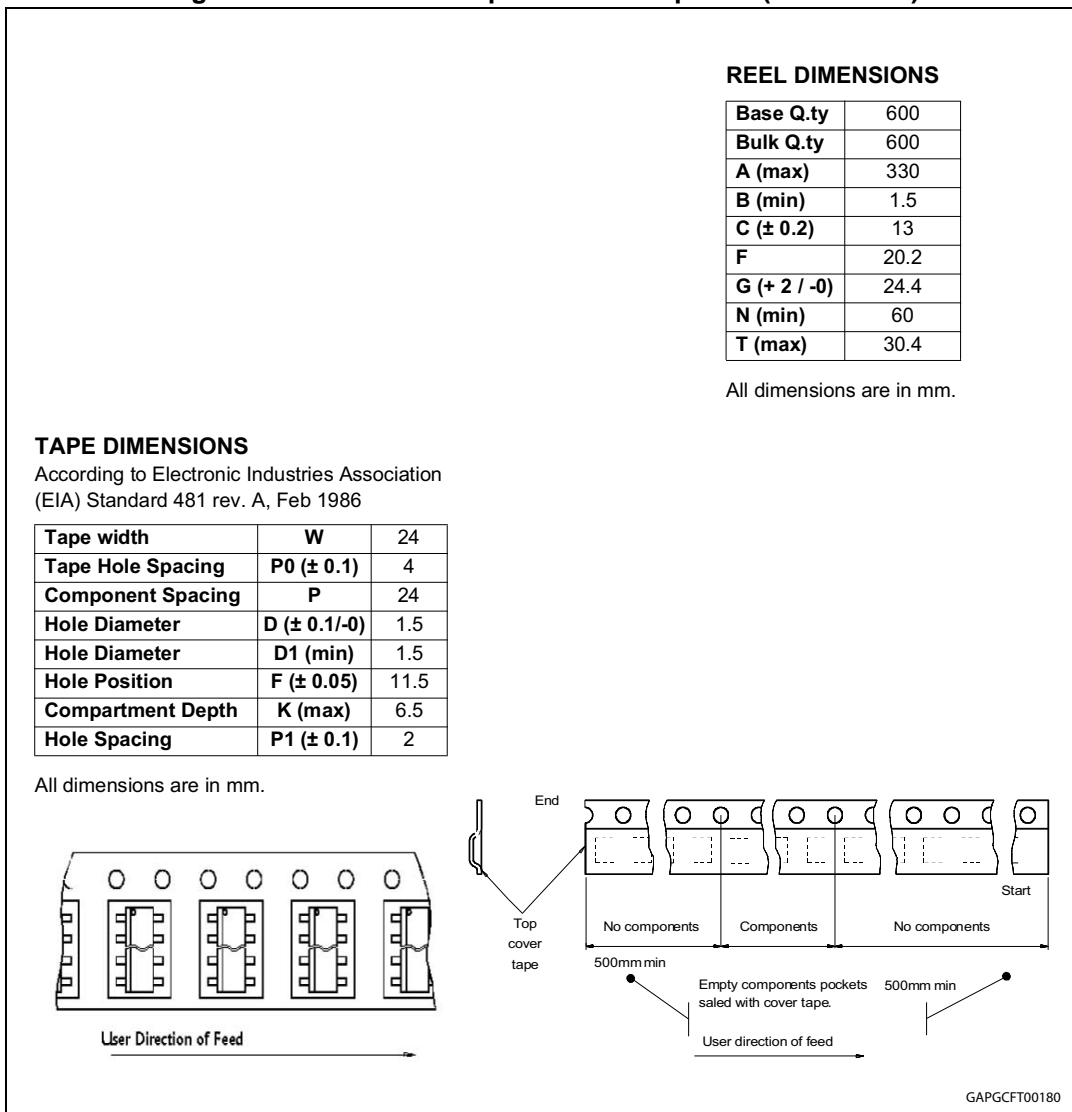 REEL DIMENSIONS
Base Q.ty 600
Bulk Q.ty 600
A (max) 330
B (min) 1.5
C (± 0.2) 13
F 20.2
G (+ 2 / -0) 24.4
N (min) 60
T (max) 30.4
All dimensions are in mm.
TAPE DIMENSIONS
According to Electronic Industries Association
(EIA) Standard 481 rev. A, Feb 1986
Tape width W 24
Tape Hole Spacing P0 (± 0.1) 4
Component Spacing P 24
Hole Diameter D (± 0.1/-0) 1.5
Hole Diameter D1 (min) 1.5
Hole Position F (± 0.05) 11.5
Compartment Depth K (max) 6.5
Hole Spacing P1 (± 0.1) 2
All dimensions are in mm.
User Direction of Feed
End
Start
Top
cover
tape
No components
Components
No components
500mm min
Empty components pockets
saled with cover tape.
500mm min
User direction of feed
GAPGCFT00180